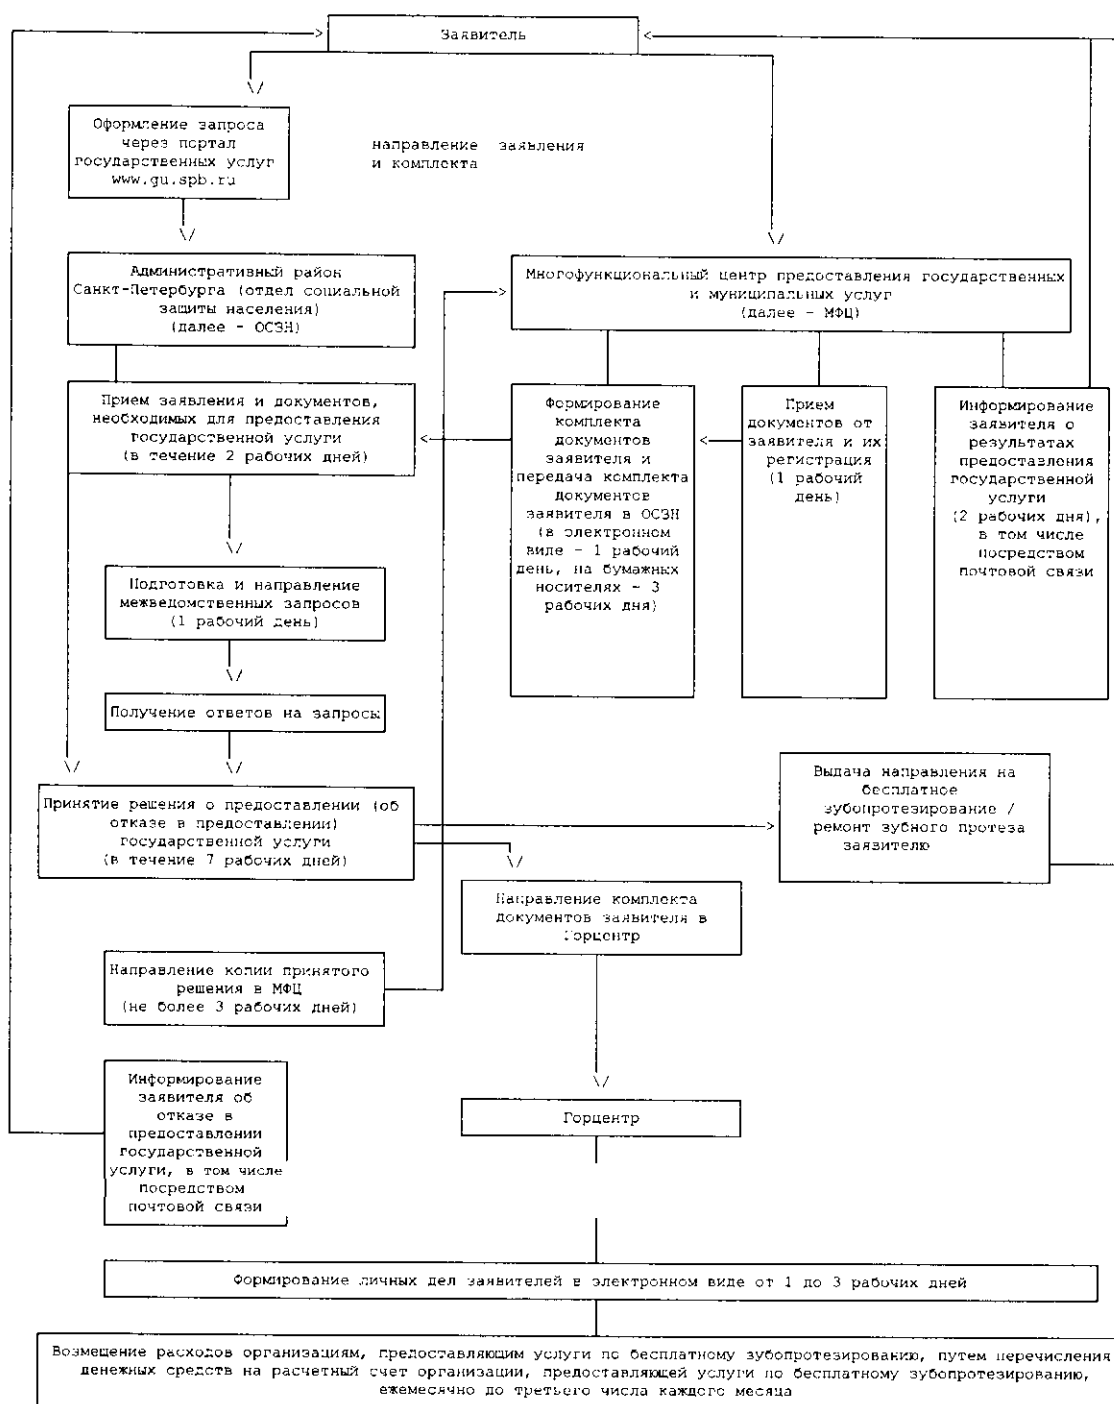 Заявитель
Оформление запроса
через портал
государственных услуг
www.gu.spb.ru
направление заявления
и комплекта
Административный район
Санкт-Петербурга (отдел социальной
защиты населения)
(далее - ОСЗН)
Многофункциональный центр предоставления государственных
и муниципальных услуг
(далее - МФЦ)
Прием заявления и документов,
необходимых для предоставления
государственной услуги
(в течение 2 рабочих дней)
Формирование
комплекта
документов
заявителя и
передача комплекта
документов
заявителя в ОСЗН
(в электронном
виде - 1 рабочий
день, на бумажных
носителях - 3
рабочих дня)
Прием
документов от
заявителя и их
регистрация
(1 рабочий
день)
Информирование
заявителя о
результатах
предоставления
государственной
услуги
(2 рабочих дня),
в том числе
посредством
почтовой связи
Подготовка и направление
межведомственных запросов
(1 рабочий день)
Получение ответов на запросы
Принятие решения о предоставлении (об
отказе в предоставлении)
государственной услуги
(в течение 7 рабочих дней)
Выдача направления на
бесплатное
зубопротезирование /
ремонт зубного протеза
заявителю
Направление комплекта
документов заявителя в
Горцентр
Направление копии принятого
решения в МФЦ
(не более 3 рабочих дней)
Информирование
заявителя об
отказе в
предоставлении
государственной
услуги, в том числе
посредством
почтовой связи
Горцентр
Формирование личных дел заявителей в электронном виде от 1 до 3 рабочих дней
Возмещение расходов организациям, предоставляющим услуги по бесплатному зубопротезированию, путем перечисления
денежных средств на расчетный счет организации, предоставляющей услуги по бесплатному зубопротезированию,
ежемесячно до третьего числа каждого месяца